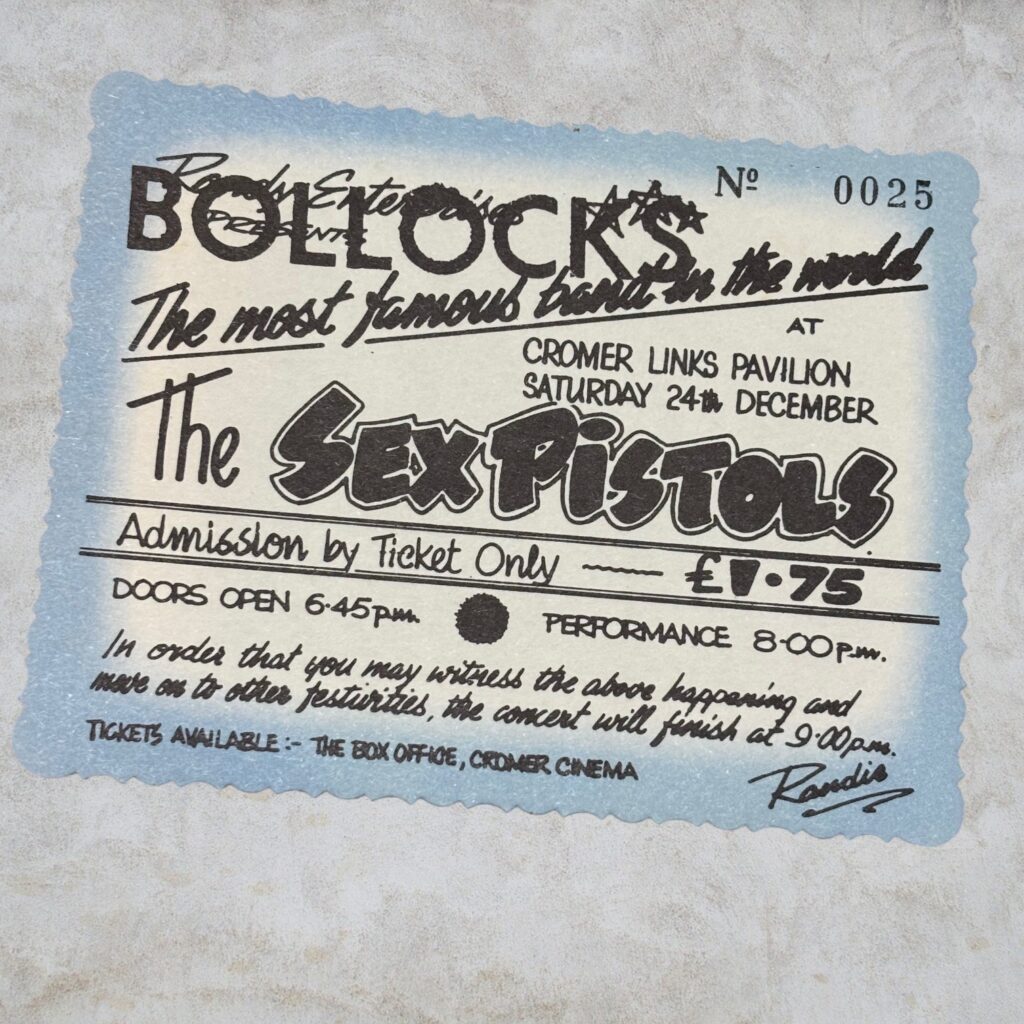 Nº 0025
Randy Enterprises
PRESENTS
BOLLOCKS
The most famous band in the world
AT
CROMER LINKS PAVILION
SATURDAY 24th DECEMBER
The SEX PiSTOLS
Admission by Ticket Only £1.75
DOORS OPEN 6.45p.m. PERFORMANCE 8.00p.m.
In order that you may witness the above happening and
move on to other festivities, the concert will finish at 9.00p.m.
TICKETS AVAILABLE :- THE BOX OFFICE, CROMER CINEMA